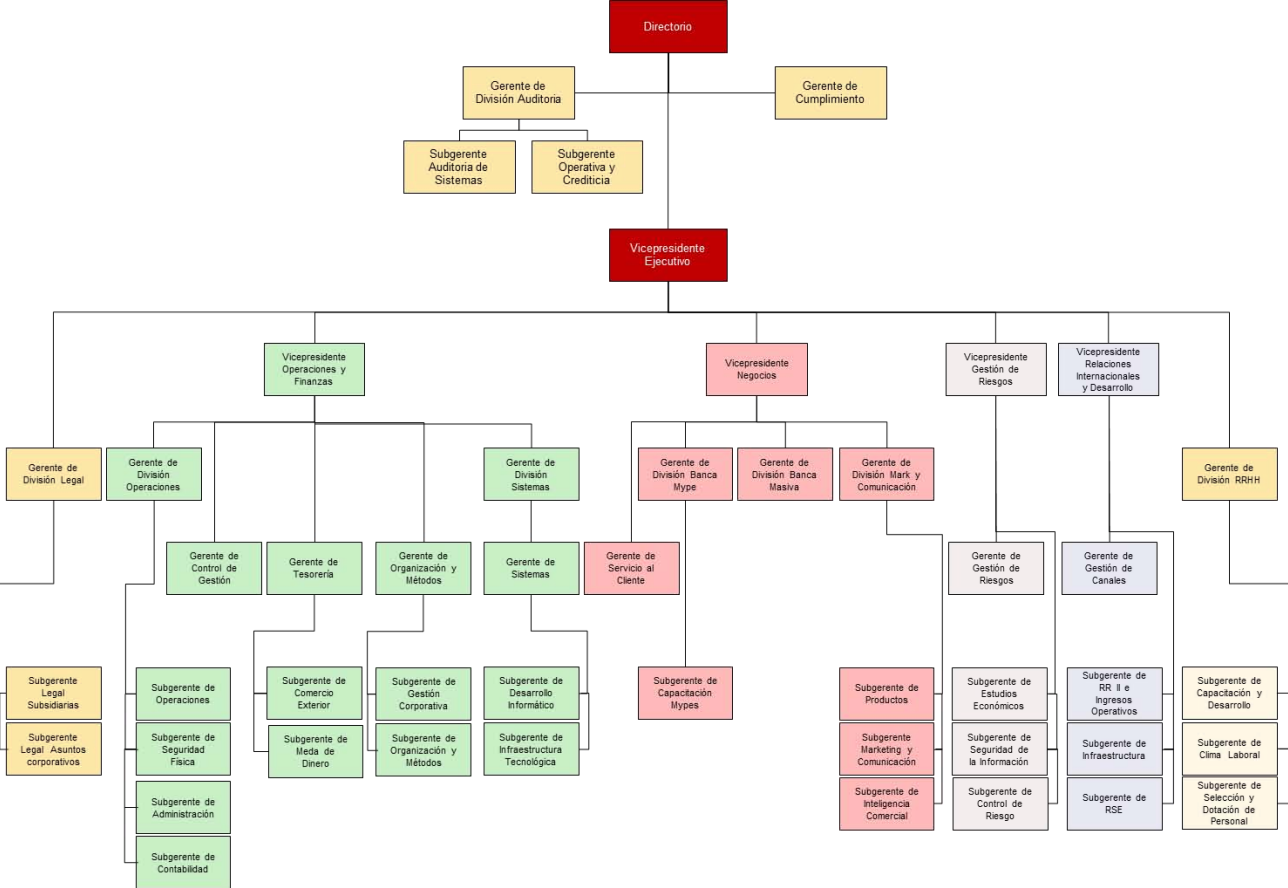 Directorio
Gerente de
División Auditoria
Gerente de
Cumplimiento
Subgerente
Auditoria de
Sistemas
Subgerente
Operativa y
Crediticia
Vicepresidente
Ejecutivo
Vicepresidente
Operaciones y
Finanzas
Vicepresidente
Negocios
Vicepresidente
Gestión de
Riesgos
Vicepresidente
Relaciones
Internacionales
y Desarrollo
Gerente de
División Legal
Gerente de
División
Operaciones
Gerente de
División
Sistemas
Gerente de
División Banca
Mype
Gerente de
División Banca
Masiva
Gerente de
División Mark y
Comunicación
Gerente de
División RRHH
Gerente de
Control de
Gestión
Gerente de
Tesorería
Gerente de
Organización y
Métodos
Gerente de
Sistemas
Gerente de
Servicio al
Cliente
Gerente de
Gestión de
Riesgos
Gerente de
Gestión de
Canales
Subgerente
Legal
Subsidiarias
Subgerente de
Operaciones
Subgerente de
Comercio
Exterior
Subgerente de
Gestión
Corporativa
Subgerente de
Desarrollo
Informático
Subgerente de
Capacitación
Mypes
Subgerente de
Productos
Subgerente de
Estudios
Económicos
Subgerente de
RR II e
Ingresos
Operativos
Subgerente de
Capacitación y
Desarrollo
Subgerente
Legal Asuntos
corporativos
Subgerente de
Seguridad
Física
Subgerente de
Meda de
Dinero
Subgerente de
Organización y
Métodos
Subgerente de
Infraestructura
Tecnológica
Subgerente
Marketing y
Comunicación
Subgerente de
Seguridad de
la Información
Subgerente de
Infraestructura
Subgerente de
Clima Laboral
Subgerente de
Administración
Subgerente de
Inteligencia
Comercial
Subgerente de
Control de
Riesgo
Subgerente de
RSE
Subgerente de
Selección y
Dotación de
Personal
Subgerente de
Contabilidad